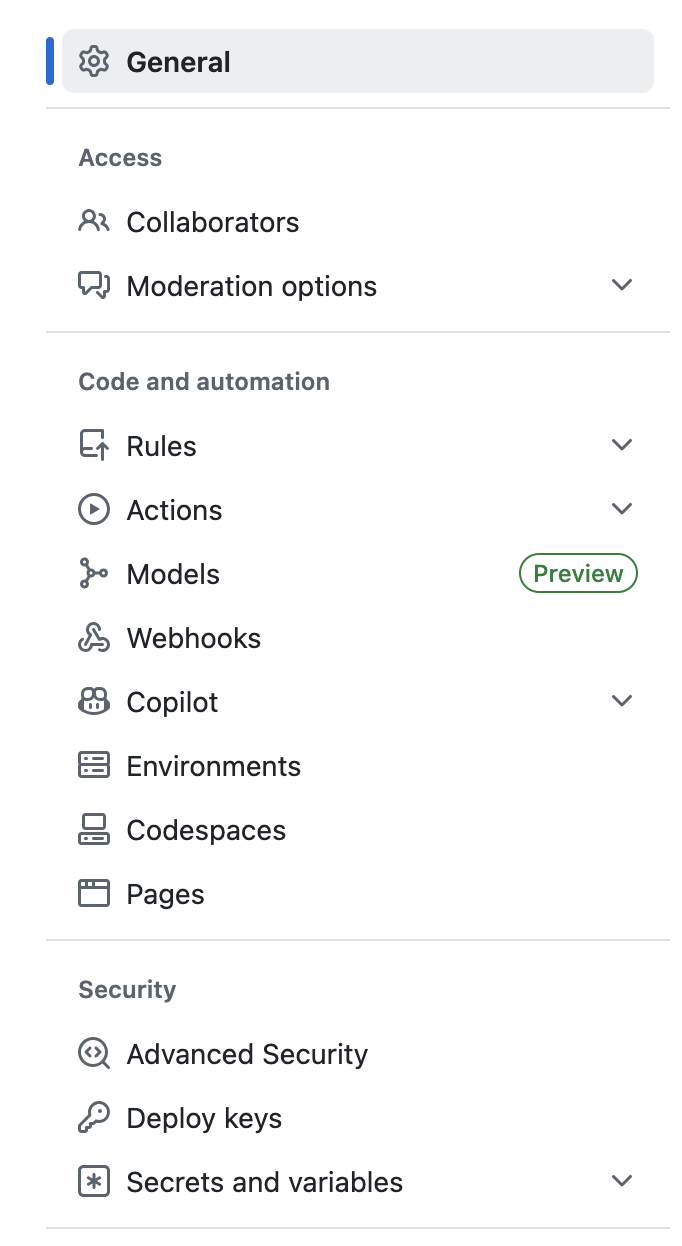 General
Access
Collaborators
Moderation options
Code and automation
Rules
Actions
Models Preview
Webhooks
Copilot
Environments
Codespaces
Pages
Security
Advanced Security
Deploy keys
Secrets and variables